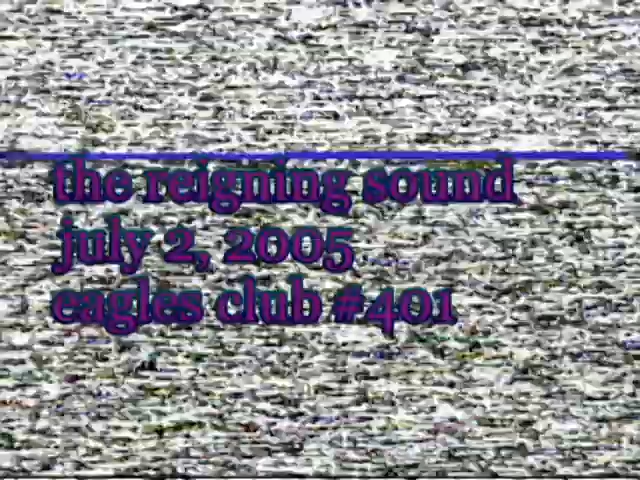 the reigning sound
july 2, 2005
eagles club #401